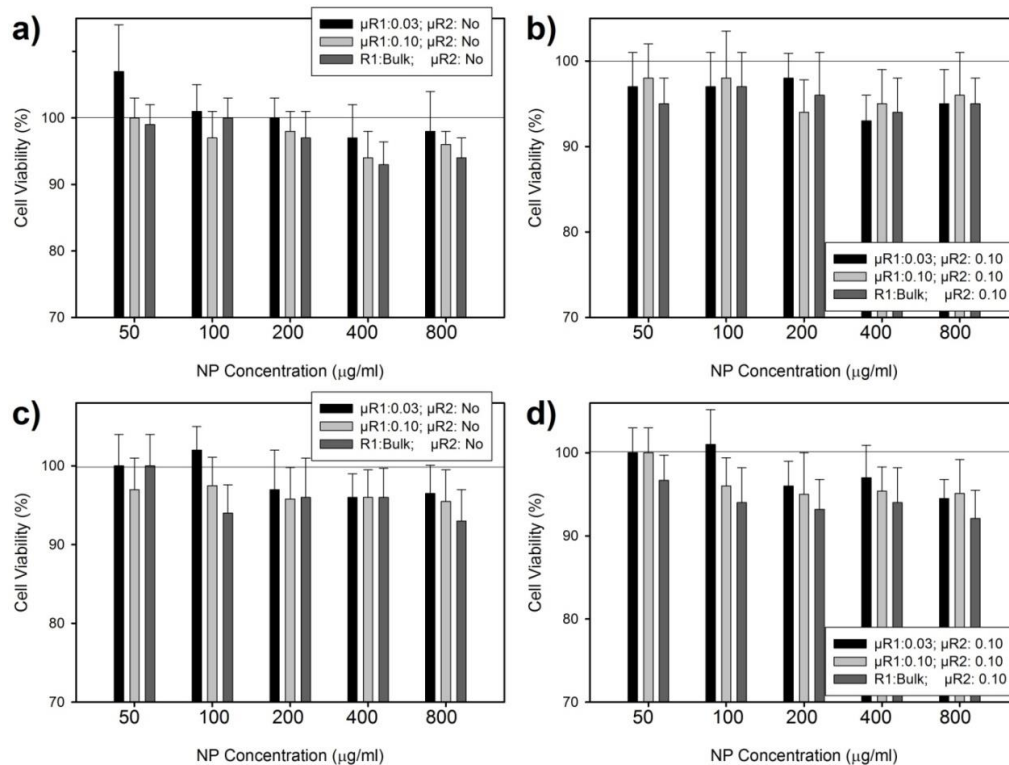 a)
μR1:0.03; μR2: No
μR1:0.10; μR2: No
R1:Bulk; μR2: No
Cell Viability (%)
100
90
80
70
50 100 200 400 800
NP Concentration (μg/ml)
b)
μR1:0.03; μR2: 0.10
μR1:0.10; μR2: 0.10
R1:Bulk; μR2: 0.10
Cell Viability (%)
100
90
80
70
50 100 200 400 800
NP Concentration (μg/ml)
c)
μR1:0.03; μR2: No
μR1:0.10; μR2: No
R1:Bulk; μR2: No
Cell Viability (%)
100
90
80
70
50 100 200 400 800
NP Concentration (μg/ml)
d)
μR1:0.03; μR2: 0.10
μR1:0.10; μR2: 0.10
R1:Bulk; μR2: 0.10
Cell Viability (%)
100
90
80
70
50 100 200 400 800
NP Concentration (μg/ml)